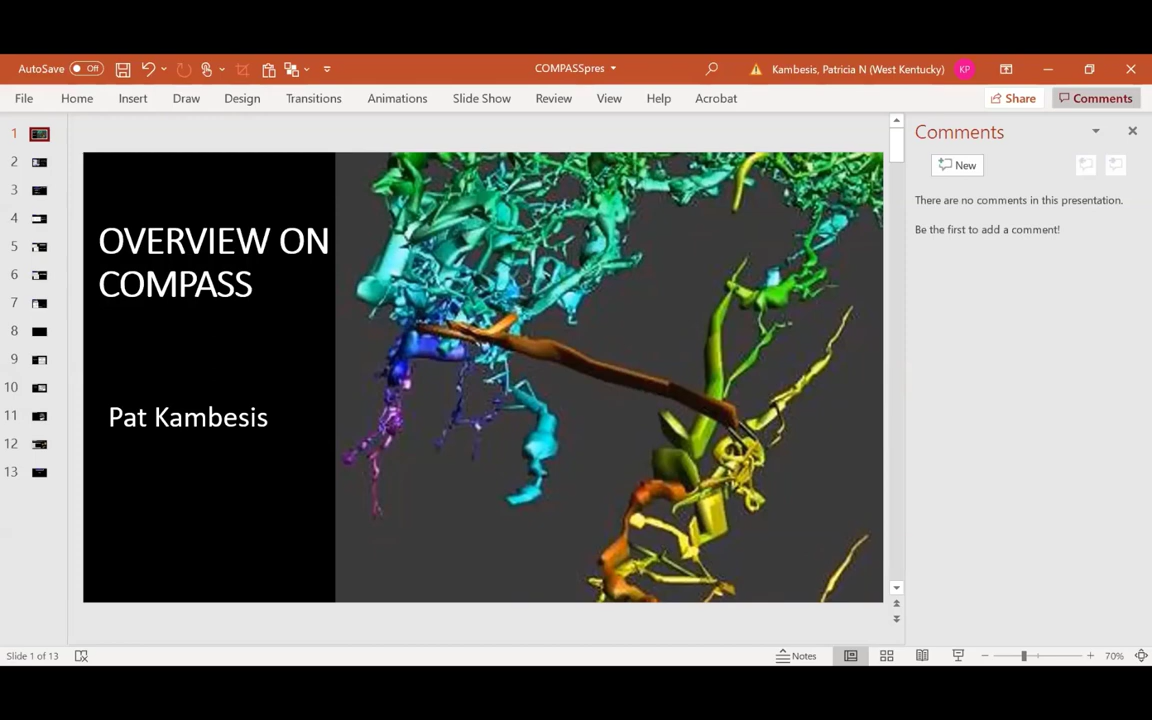 AutoSave Off COMPASSpres Kambesis, Patricia N (West Kentucky) KP
File Home Insert Draw Design Transitions Animations Slide Show Review View Help Acrobat Share Comments
1
2
3
4
5
6
7
8
9
10
11
12
13
OVERVIEW ON
COMPASS
Pat Kambesis
Comments
New
There are no comments in this presentation.
Be the first to add a comment!
Slide 1 of 13 Notes 70%